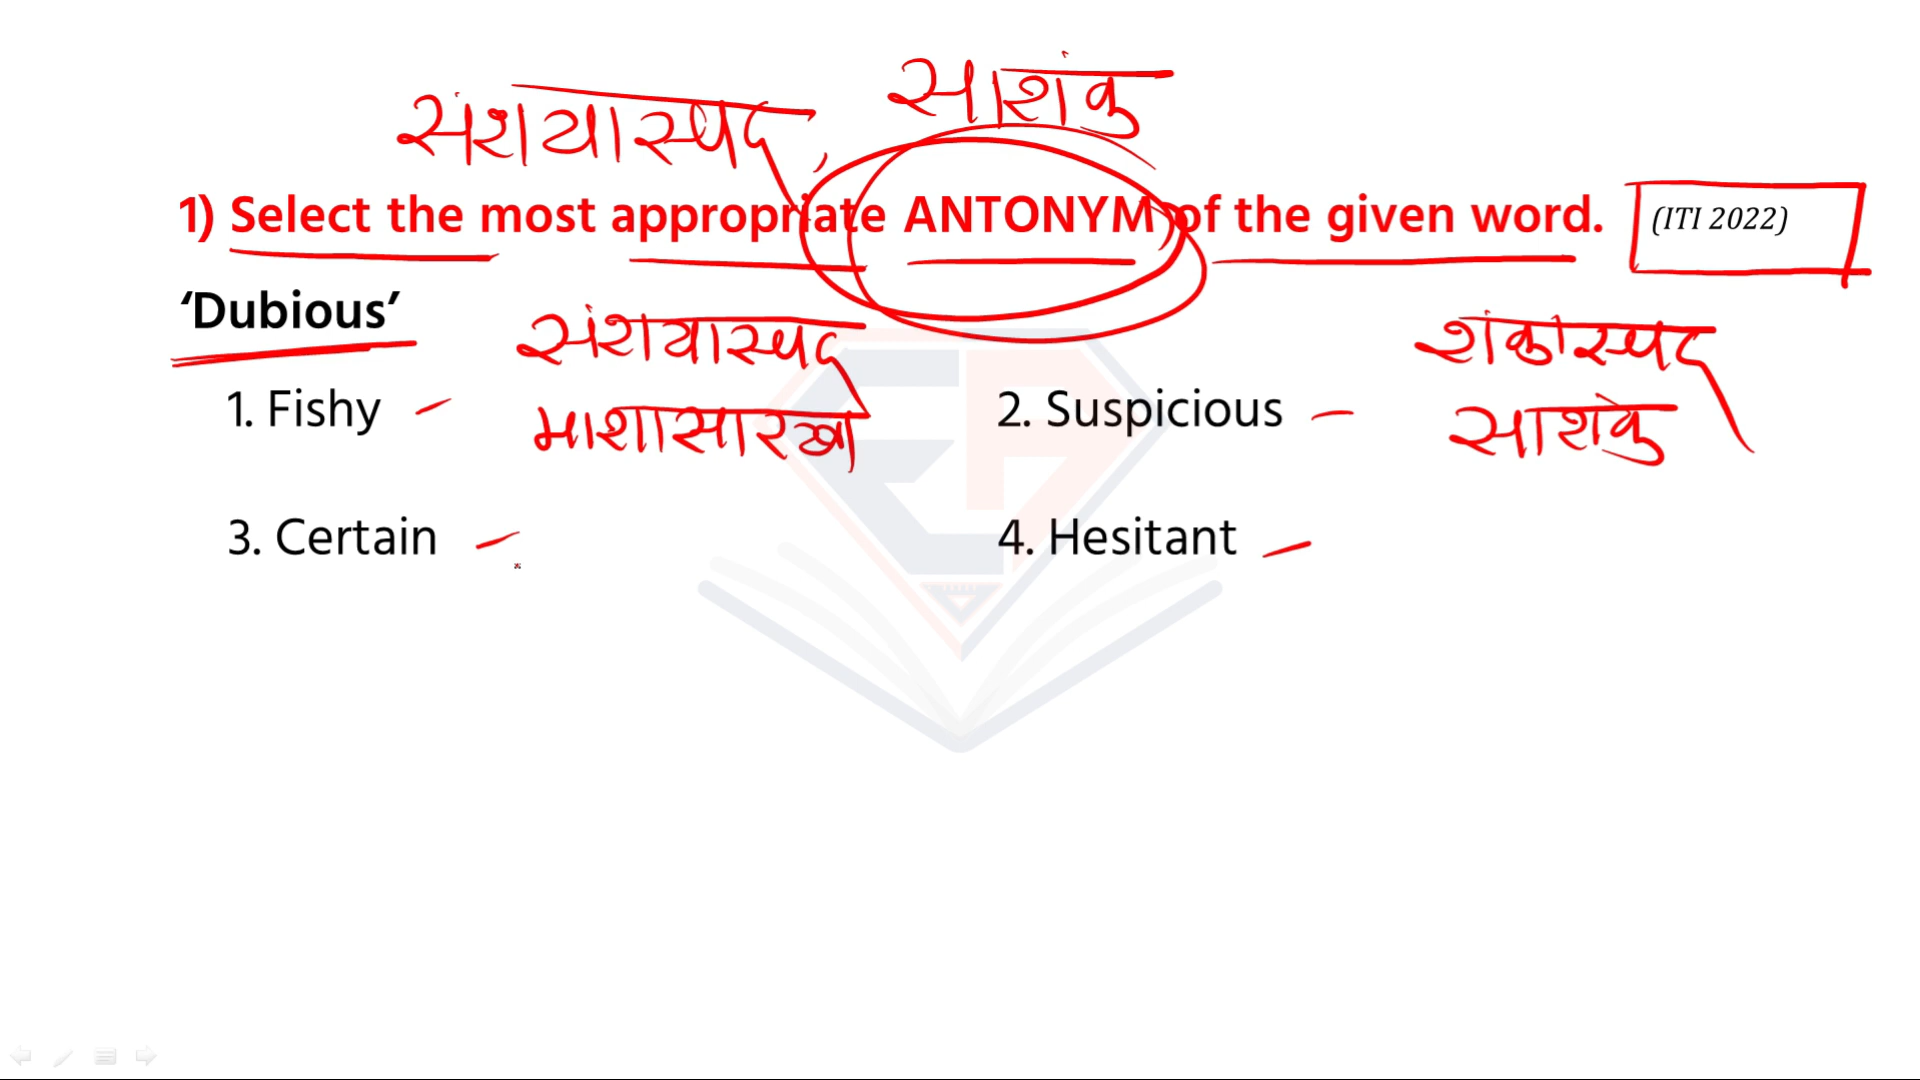 संशयास्पद, साशंक
1) Select the most appropriate ANTONYM of the given word. (ITI 2022)
‘Dubious’
संशयास्पद
शंकास्पद
1. Fishy – माशासारखा
2. Suspicious – साशंक
3. Certain –
4. Hesitant –